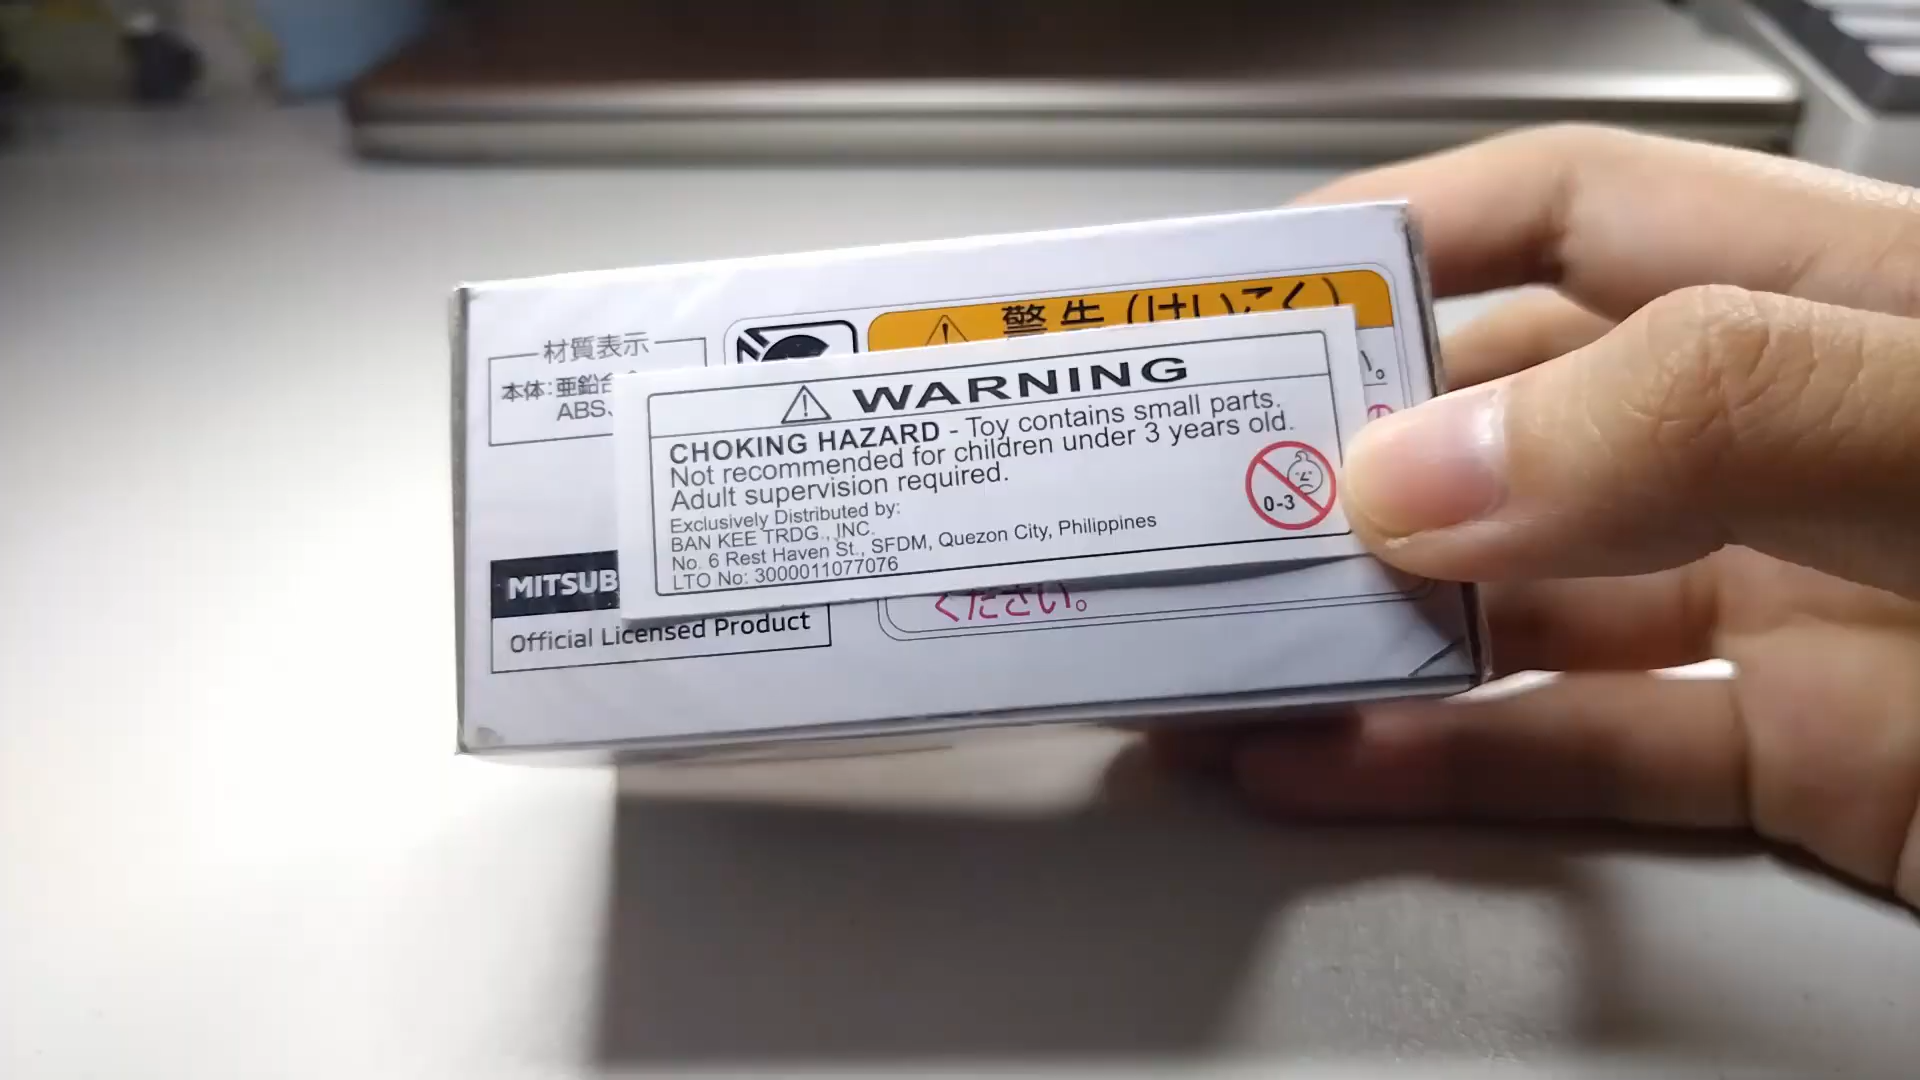 材質表示
本体:亜鉛合
ABS、
警告(けいこく)
い。
WARNING
CHOKING HAZARD - Toy contains small parts.
Not recommended for children under 3 years old.
Adult supervision required.
0-3
Exclusively Distributed by:
BAN KEE TRDG., INC.
No. 6 Rest Haven St., SFDM, Quezon City, Philippines
LTO No: 3000011077076
MITSUB
Official Licensed Product
ください。